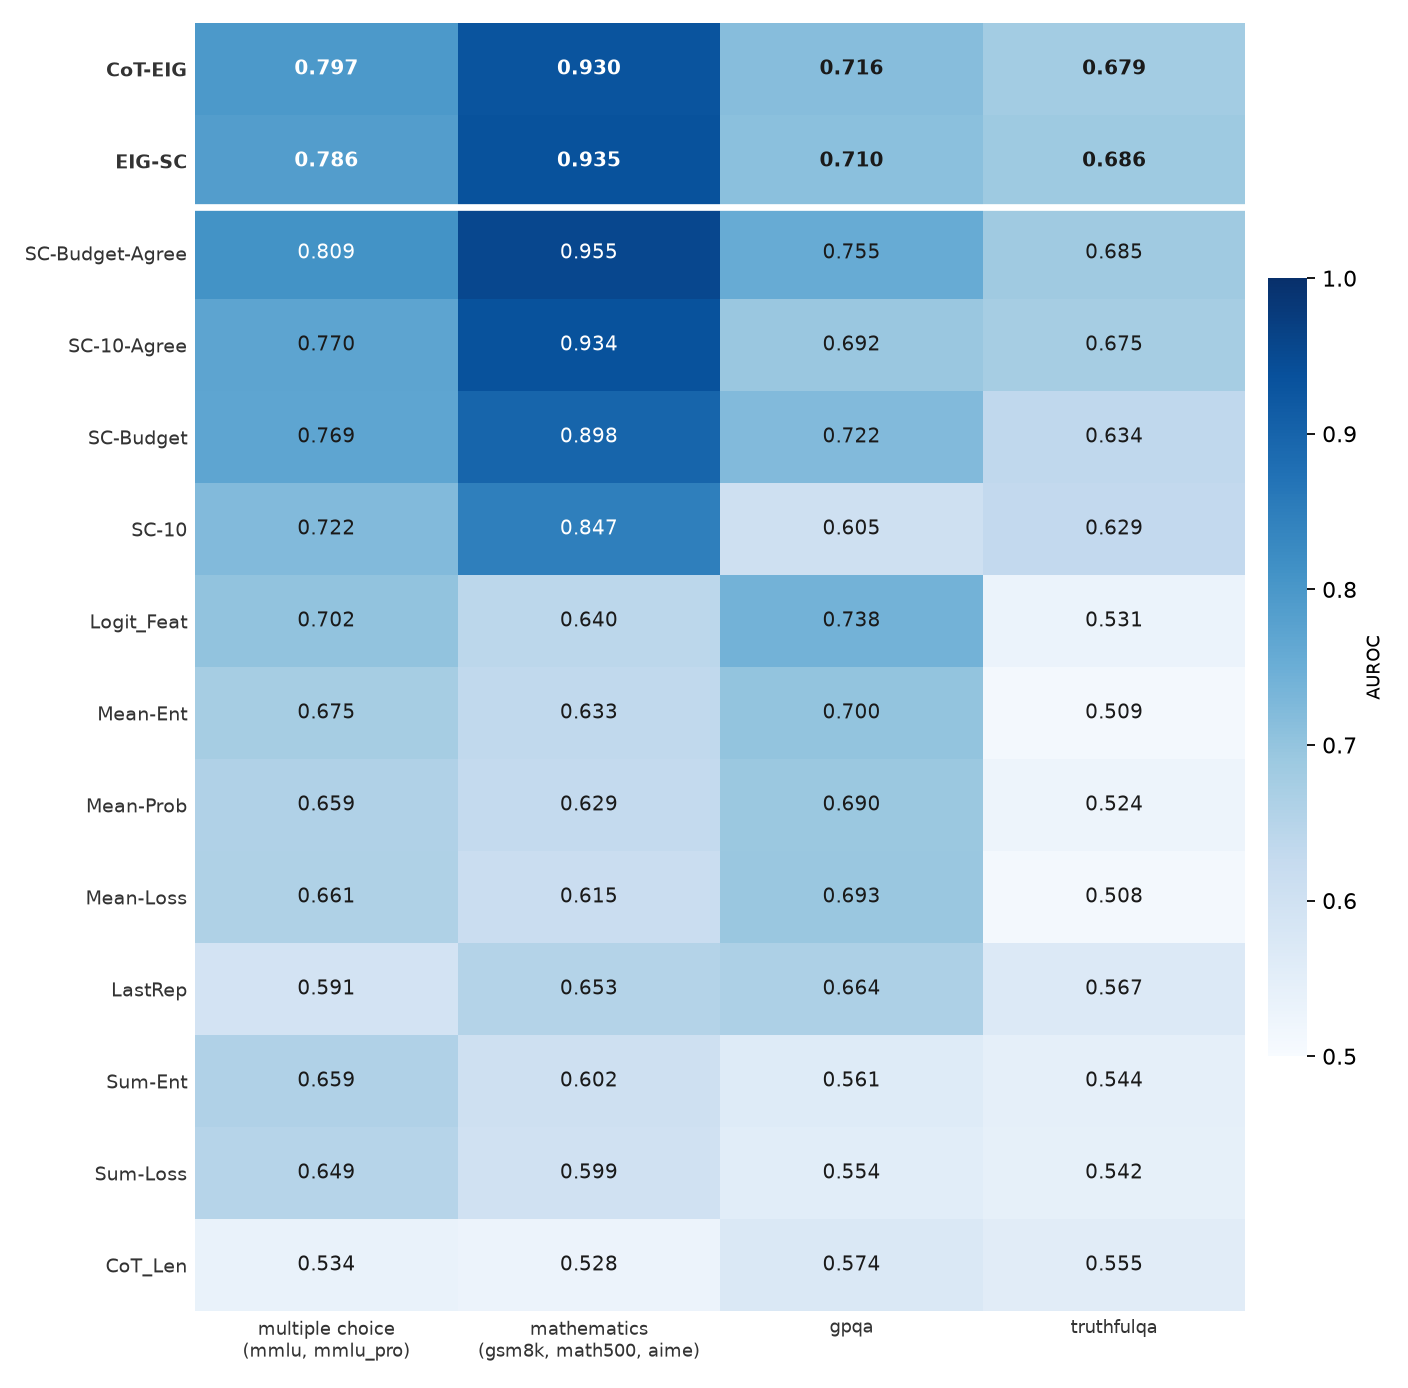 CoT-EIG 0.797 0.930 0.716 0.679
EIG-SC 0.786 0.935 0.710 0.686
SC-Budget-Agree 0.809 0.955 0.755 0.685
SC-10-Agree 0.770 0.934 0.692 0.675
SC-Budget 0.769 0.898 0.722 0.634
SC-10 0.722 0.847 0.605 0.629
Logit_Feat 0.702 0.640 0.738 0.531
Mean-Ent 0.675 0.633 0.700 0.509
Mean-Prob 0.659 0.629 0.690 0.524
Mean-Loss 0.661 0.615 0.693 0.508
LastRep 0.591 0.653 0.664 0.567
Sum-Ent 0.659 0.602 0.561 0.544
Sum-Loss 0.649 0.599 0.554 0.542
CoT_Len 0.534 0.528 0.574 0.555
multiple choice
(mmlu, mmlu_pro)
mathematics
(gsm8k, math500, aime)
gpqa
truthfulqa
1.0
0.9
0.8
0.7
0.6
0.5
AUROC